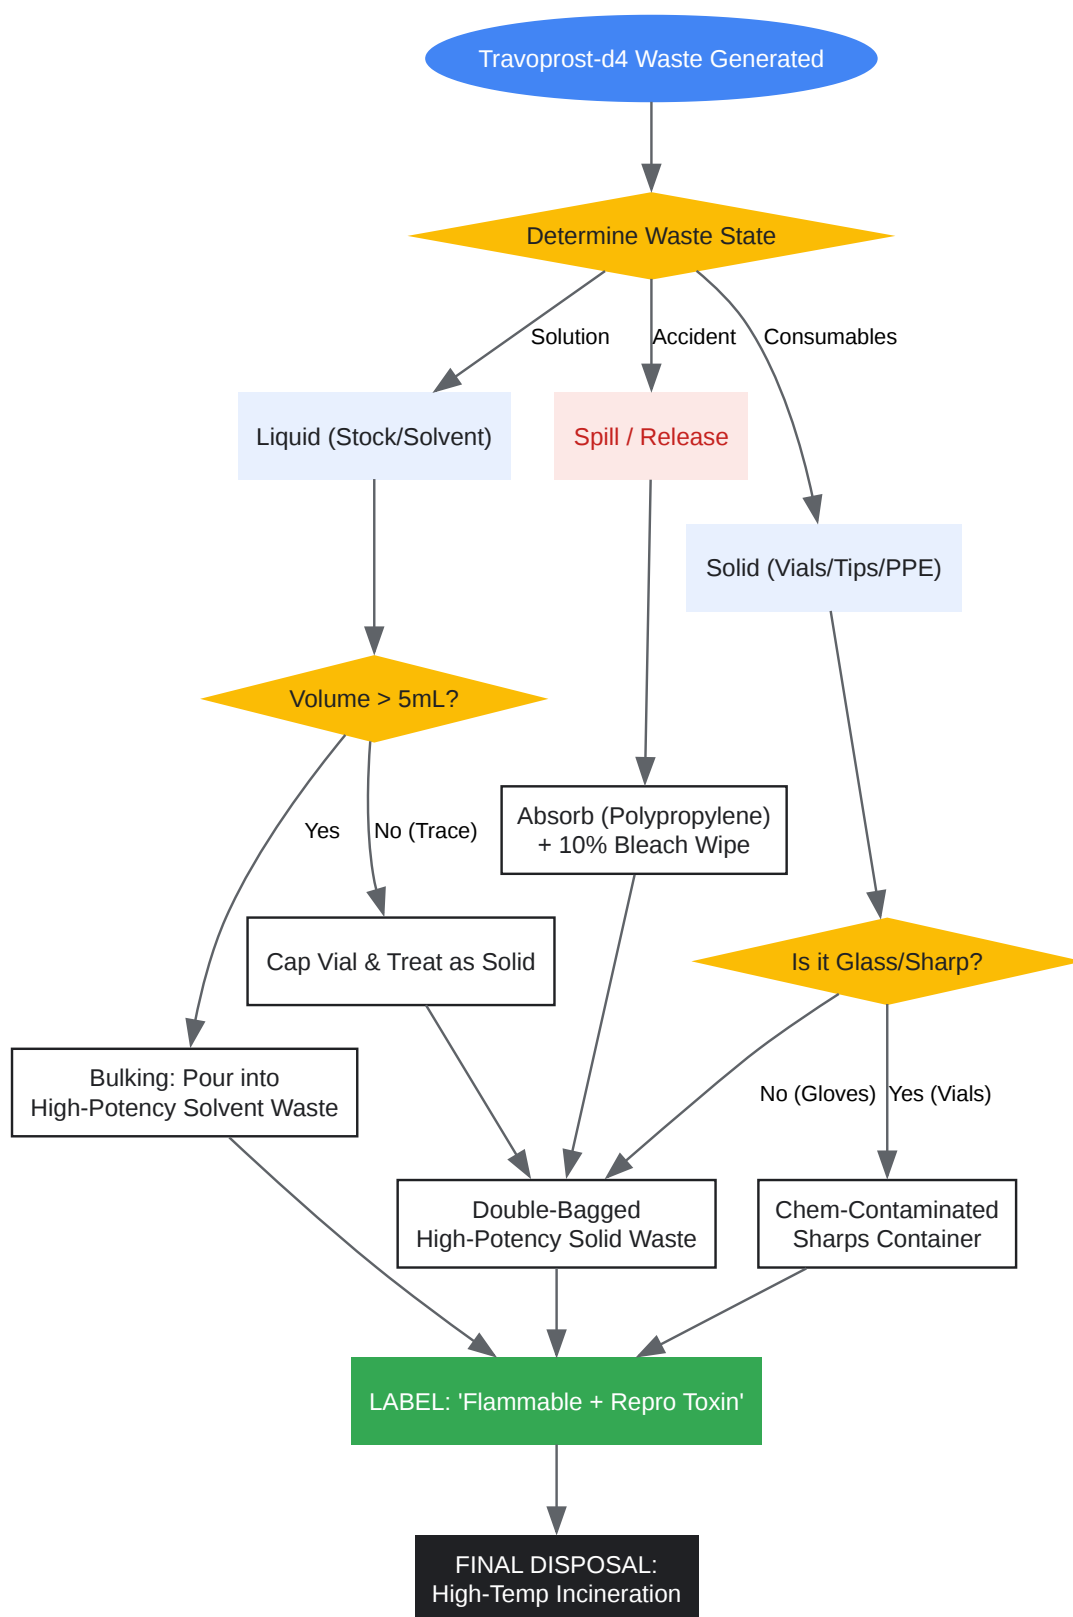 Travoprost-d4 Waste Generated
Determine Waste State
Solution
Accident
Consumables
Liquid (Stock/Solvent)
Spill / Release
Solid (Vials/Tips/PPE)
Volume > 5mL?
Absorb (Polypropylene)
+ 10% Bleach Wipe
Yes
No (Trace)
Cap Vial & Treat as Solid
Is it Glass/Sharp?
Bulking: Pour into
High-Potency Solvent Waste
No (Gloves)
Yes (Vials)
Double-Bagged
High-Potency Solid Waste
Chem-Contaminated
Sharps Container
LABEL: 'Flammable + Repro Toxin'
FINAL DISPOSAL:
High-Temp Incineration